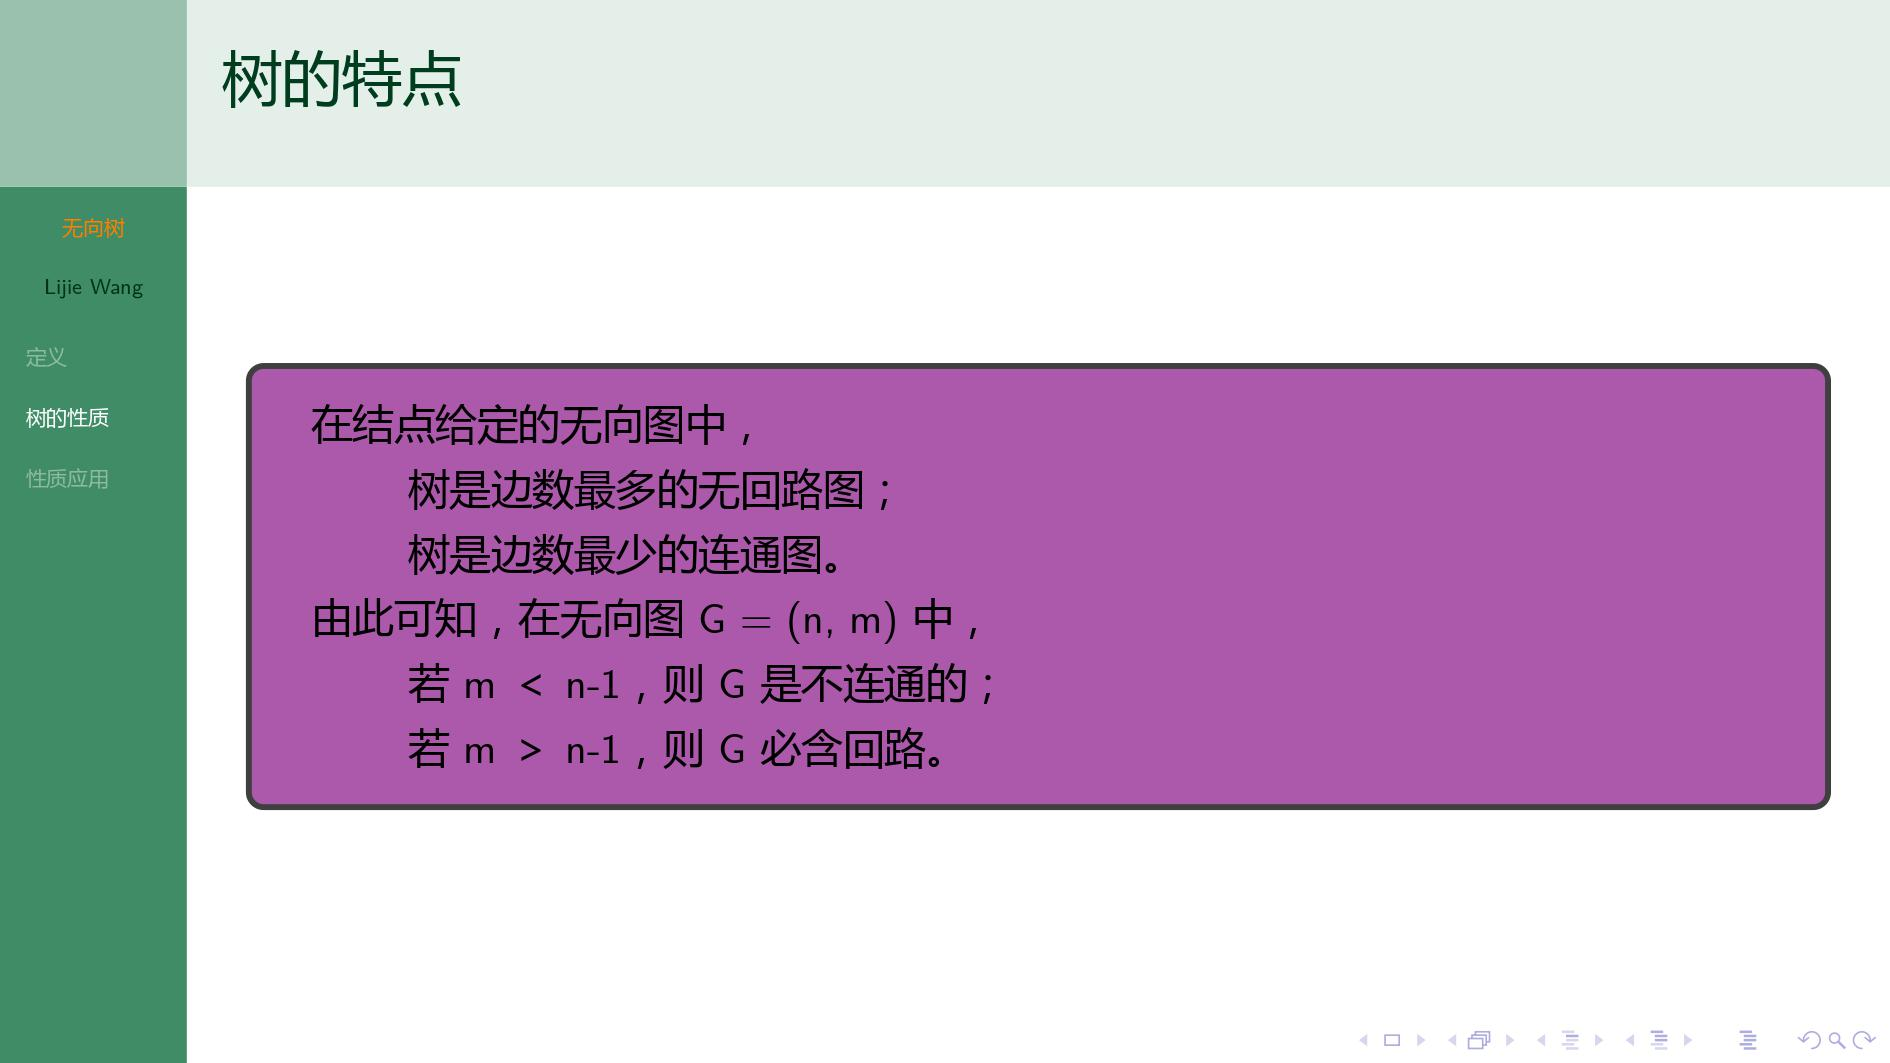 树的特点
无向树
Lijie Wang
定义
树的性质
性质应用
在结点给定的无向图中，
树是边数最多的无回路图；
树是边数最少的连通图。
由此可知，在无向图 G = (n, m) 中，
若 m < n-1，则 G 是不连通的；
若 m > n-1，则 G 必含回路。